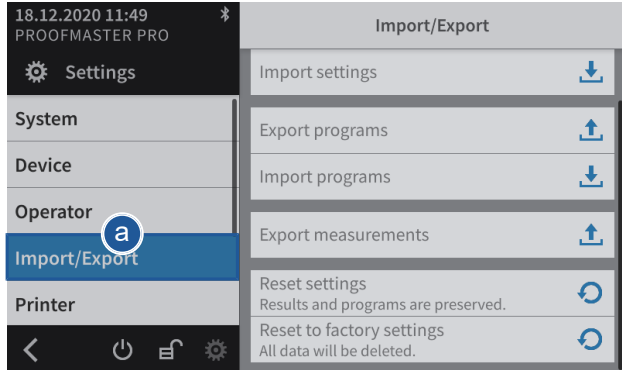 18.12.2020 11:49
PROOFMASTER PRO
Settings
System
Device
Operator
a
Import/Export
Printer
Import/Export
Import settings
Export programs
Import programs
Export measurements
Reset settings
Results and programs are preserved.
Reset to factory settings
All data will be deleted.